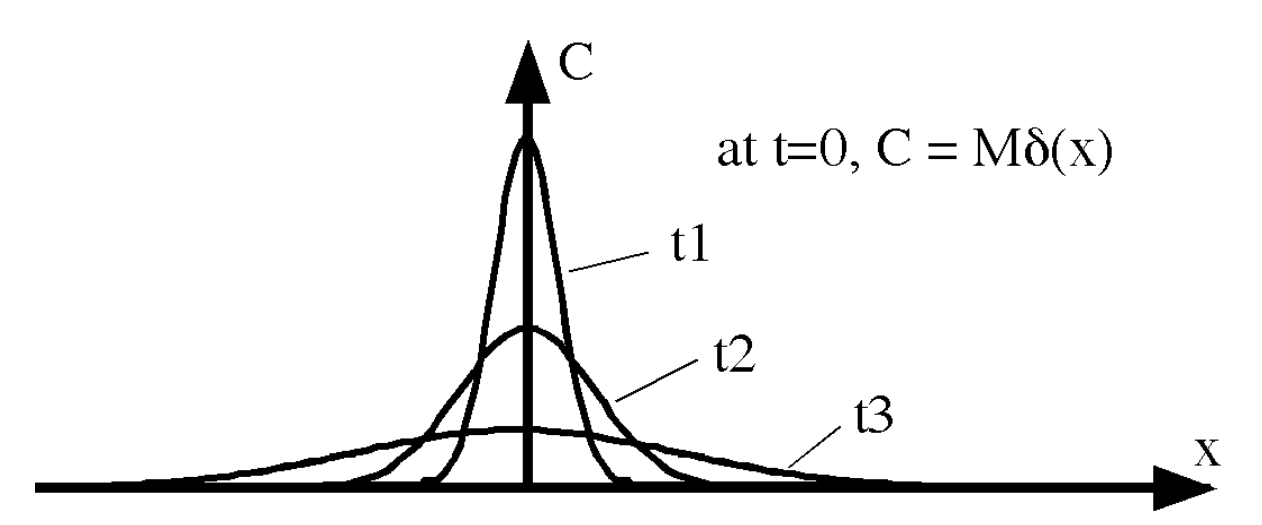 C
at t=0, C = Mδ(x)
t1
t2
t3
x